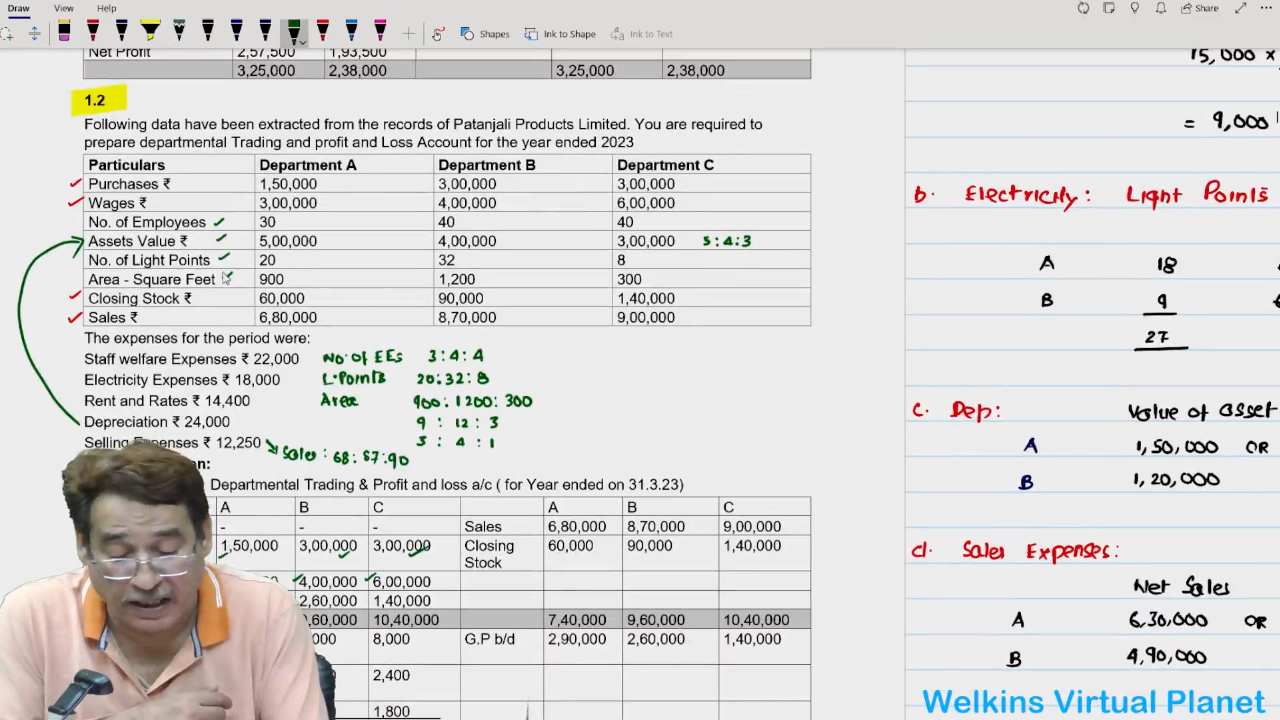 Draw View Help
Shapes Ink to Shape Ink to Text Share
Net Profit 2,57,500 1,93,500
3,25,000 2,38,000 3,25,000 2,38,000
1.2
Following data have been extracted from the records of Patanjali Products Limited. You are required to
prepare departmental Trading and profit and Loss Account for the year ended 2023
Particulars Department A Department B Department C
Purchases ₹ 1,50,000 3,00,000 3,00,000
Wages ₹ 3,00,000 4,00,000 6,00,000
No. of Employees 30 40 40
Assets Value ₹ 5,00,000 4,00,000 3,00,000 5:4:3
No. of Light Points 20 32 8
Area - Square Feet 900 1,200 300
Closing Stock ₹ 60,000 90,000 1,40,000
Sales ₹ 6,80,000 8,70,000 9,00,000
The expenses for the period were:
Staff welfare Expenses ₹ 22,000 No. of EEs 3:4:4
Electricity Expenses ₹ 18,000 L.Points 20:32:8
Rent and Rates ₹ 14,400 Area 900:1200:300
Depreciation ₹ 24,000 9 : 12 : 3
Selling Expenses ₹ 12,250 3 : 4 : 1
Sales: 68:87:90
Departmental Trading & Profit and loss a/c ( for Year ended on 31.3.23)
A B C A B C
- - - Sales 6,80,000 8,70,000 9,00,000
1,50,000 3,00,000 3,00,000 Closing 60,000 90,000 1,40,000
Stock
4,00,000 6,00,000
2,60,000 1,40,000
10,40,000 7,40,000 9,60,000 10,40,000
8,000 G.P b/d 2,90,000 2,60,000 1,40,000
2,400
1,800
15,000 x
= 9,000
b. Electricity: Light Points
A 18
B 9
27
c. Dep: Value of asset
A 1,50,000 OR
B 1,20,000
d. Sales Expenses:
Net Sales
A 6,30,000 OR
B 4,90,000
Welkins Virtual Planet